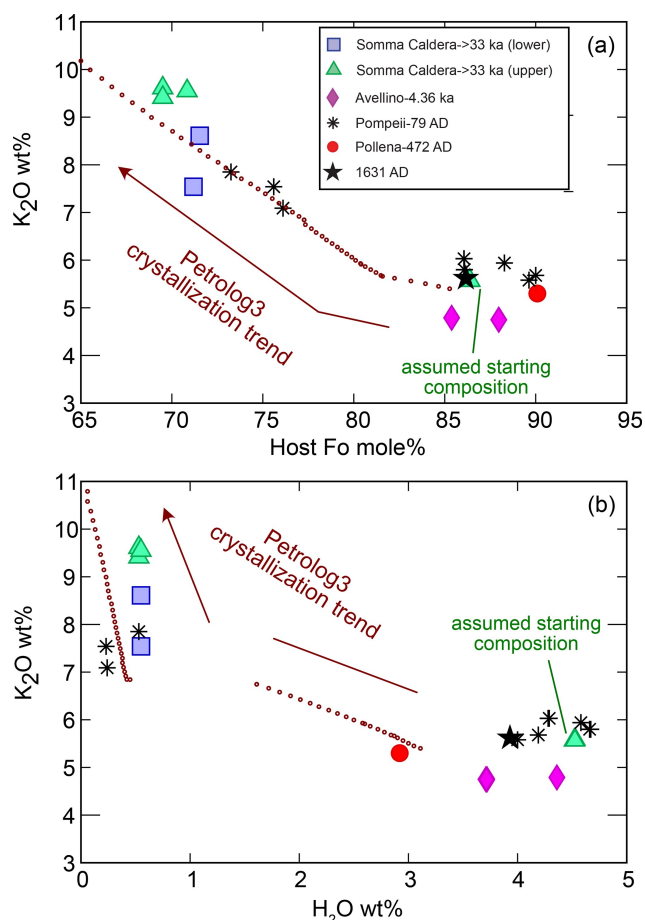 11
10
9
8
7
6
5
4
3
K2O wt%
(a)
Somma Caldera->33 ka (lower)
Somma Caldera->33 ka (upper)
Avellino-4.36 ka
Pompeii-79 AD
Pollena-472 AD
1631 AD
Petrolog3
crystallization trend
assumed starting
composition
65 70 75 80 85 90 95
Host Fo mole%
11
10
9
8
7
6
5
4
3
K2O wt%
(b)
Petrolog3
crystallization trend
assumed starting
composition
0 1 2 3 4 5
H2O wt%